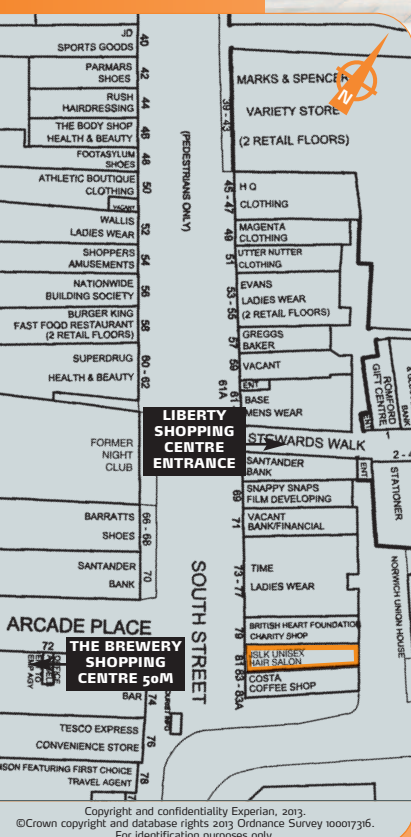 JD
SPORTS GOODS
40
PARMARS
SHOES
42
RUSH
HAIRDRESSING
44
THE BODY SHOP
HEALTH & BEAUTY
46
FOOTASYLUM
SHOES
48
ATHLETIC BOUTIQUE
CLOTHING
50
VACANT
WALLIS
LADIES WEAR
52
SHOPPERS
AMUSEMENTS
54
NATIONWIDE
BUILDING SOCIETY
56
BURGER KING
FAST FOOD RESTAURANT
(2 RETAIL FLOORS)
58
SUPERDRUG
HEALTH & BEAUTY
60 - 62
FORMER
NIGHT
CLUB
BARRATTS
SHOES
66 - 68
SANTANDER
BANK
70
ARCADE PLACE
72
THE BREWERY
SHOPPING
CENTRE 50M
BAR
74
TESCO EXPRESS
CONVENIENCE STORE
76
SON FEATURING FIRST CHOICE
TRAVEL AGENT
78
(PEDESTRIANS ONLY)
SOUTH STREET
LIBERTY
SHOPPING
CENTRE
ENTRANCE
N
MARKS & SPENCER
VARIETY STORE
(2 RETAIL FLOORS)
39 - 43
H Q
CLOTHING
45 - 47
MAGENTA
CLOTHING
49
UTTER NUTTER
CLOTHING
51
EVANS
LADIES WEAR
(2 RETAIL FLOORS)
53 - 55
GREGGS
BAKER
57
VACANT
59
ENT
61A
61
BASE
MENS WEAR
STEWARDS WALK
SANTANDER
BANK
ENT
SNAPPY SNAPS
FILM DEVELOPING
69
VACANT
BANK/FINANCIAL
71
TIME
LADIES WEAR
73 - 77
BRITISH HEART FOUNDATION
CHARITY SHOP
79
SLK UNISEX
HAIR SALON
81
COSTA
COFFEE SHOP
83 - 83A
ROMFORD
GIFT CENTRE
ENT
BANK
2 - 4
STATIONER
NORWICH UNION HOUSE
Copyright and confidentiality Experian, 2013.
©Crown copyright and database rights 2013 Ordnance Survey 100017316.
For identification purposes only